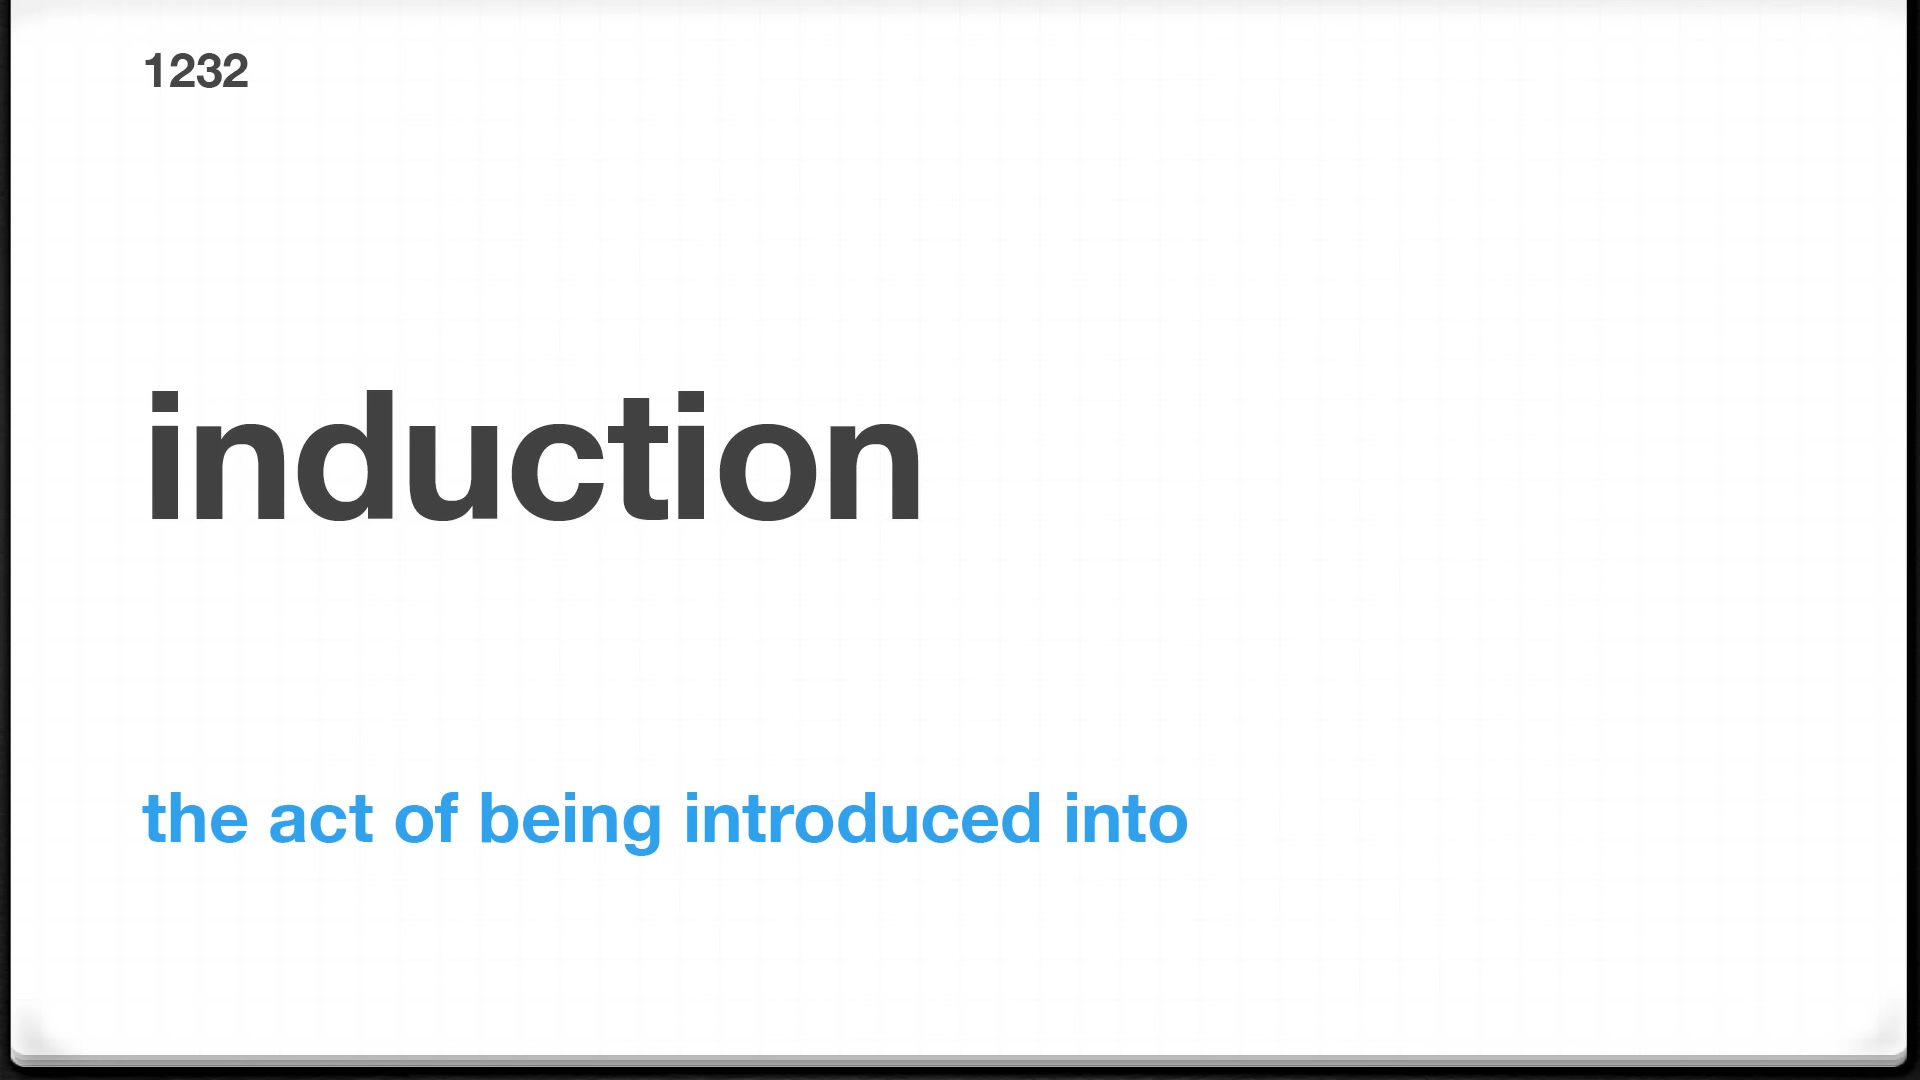 1232
induction
the act of being introduced into